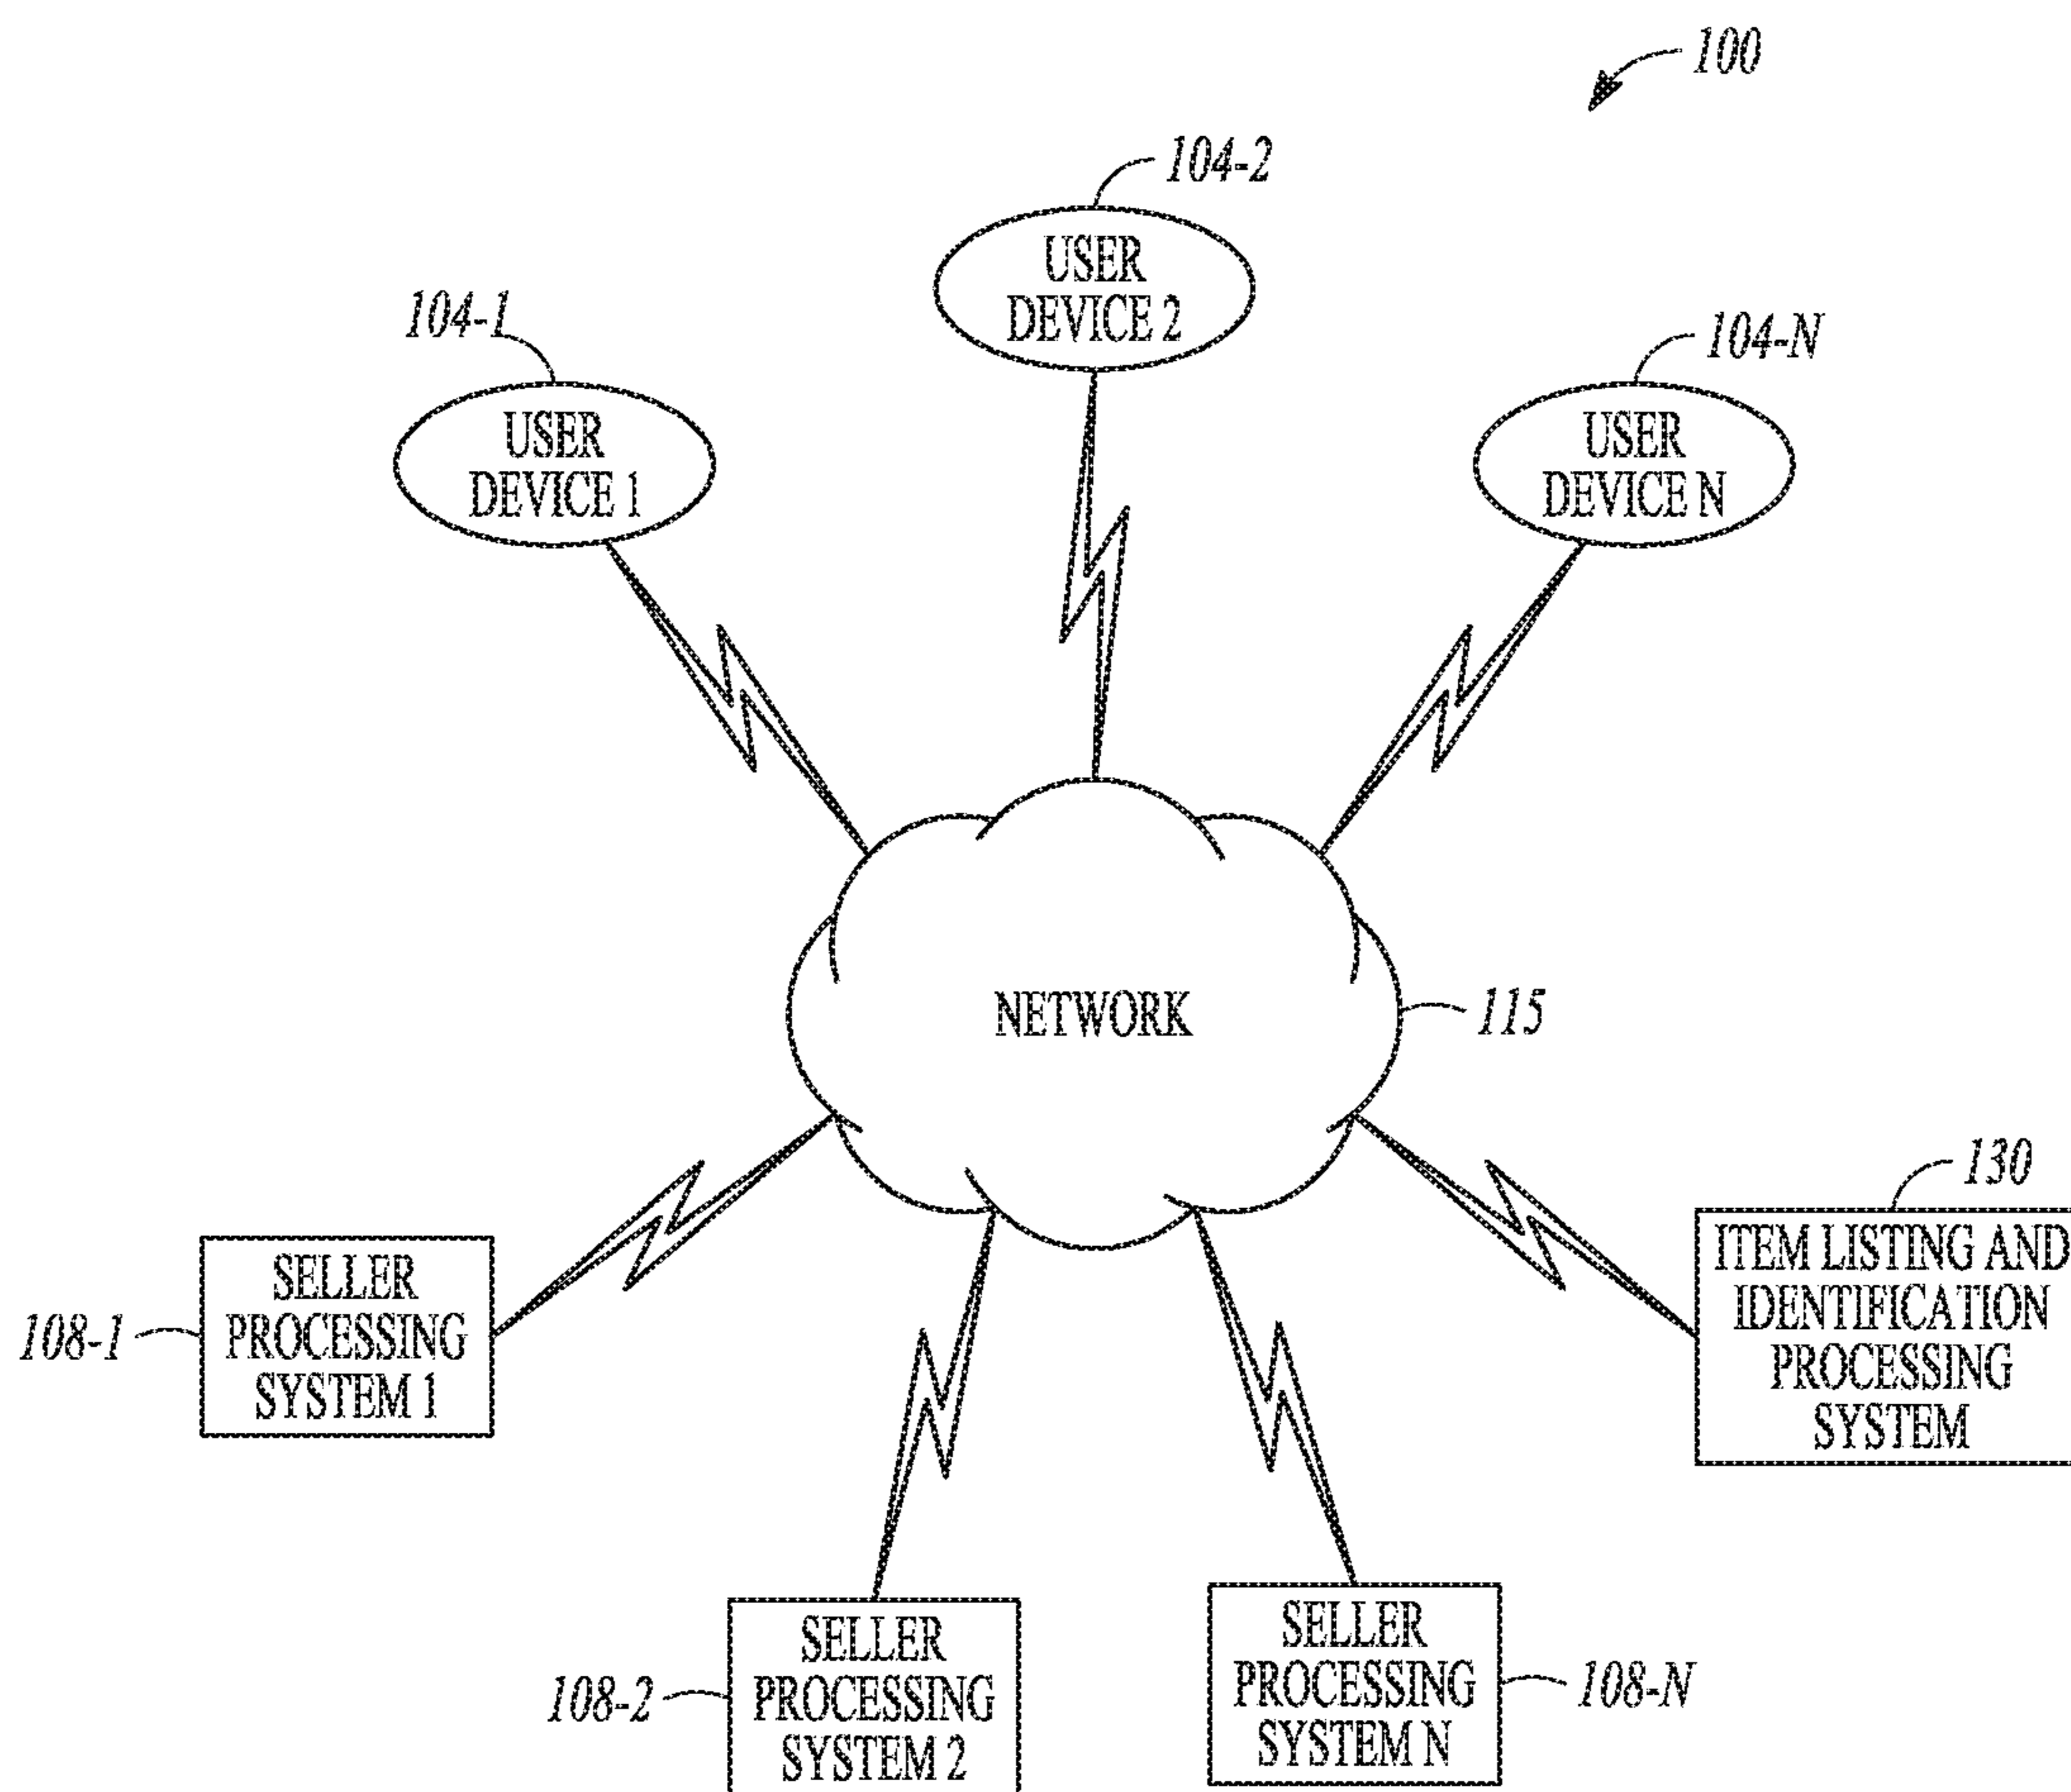 100
104-2
USER
DEVICE 2
104-1
USER
DEVICE 1
104-N
USER
DEVICE N
NETWORK
115
130
ITEM LISTING AND
IDENTIFICATION
PROCESSING
SYSTEM
108-1
SELLER
PROCESSING
SYSTEM 1
108-2
SELLER
PROCESSING
SYSTEM 2
SELLER
PROCESSING
SYSTEM N
108-N